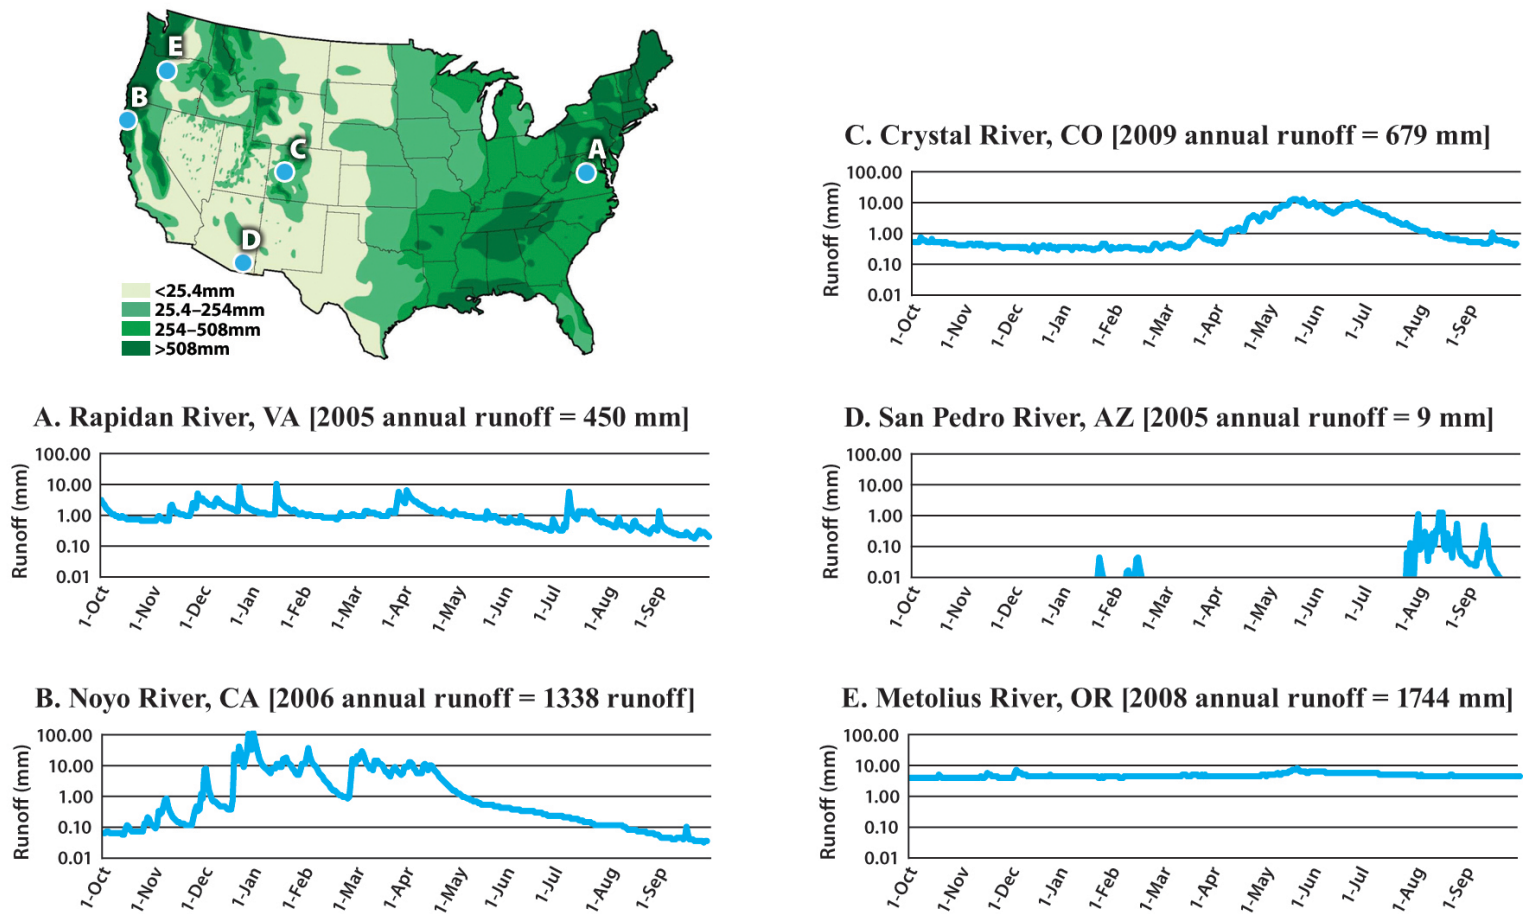 E
B
C
A
D
<25.4mm
25.4–254mm
254–508mm
>508mm
C. Crystal River, CO [2009 annual runoff = 679 mm]
Runoff (mm)
100.00
10.00
1.00
0.10
0.01
1-Oct
1-Nov
1-Dec
1-Jan
1-Feb
1-Mar
1-Apr
1-May
1-Jun
1-Jul
1-Aug
1-Sep
A. Rapidan River, VA [2005 annual runoff = 450 mm]
Runoff (mm)
100.00
10.00
1.00
0.10
0.01
1-Oct
1-Nov
1-Dec
1-Jan
1-Feb
1-Mar
1-Apr
1-May
1-Jun
1-Jul
1-Aug
1-Sep
D. San Pedro River, AZ [2005 annual runoff = 9 mm]
Runoff (mm)
100.00
10.00
1.00
0.10
0.01
1-Oct
1-Nov
1-Dec
1-Jan
1-Feb
1-Mar
1-Apr
1-May
1-Jun
1-Jul
1-Aug
1-Sep
B. Noyo River, CA [2006 annual runoff = 1338 runoff]
Runoff (mm)
100.00
10.00
1.00
0.10
0.01
1-Oct
1-Nov
1-Dec
1-Jan
1-Feb
1-Mar
1-Apr
1-May
1-Jun
1-Jul
1-Aug
1-Sep
E. Metolius River, OR [2008 annual runoff = 1744 mm]
Runoff (mm)
100.00
10.00
1.00
0.10
0.01
1-Oct
1-Nov
1-Dec
1-Jan
1-Feb
1-Mar
1-Apr
1-May
1-Jun
1-Jul
1-Aug
1-Sep